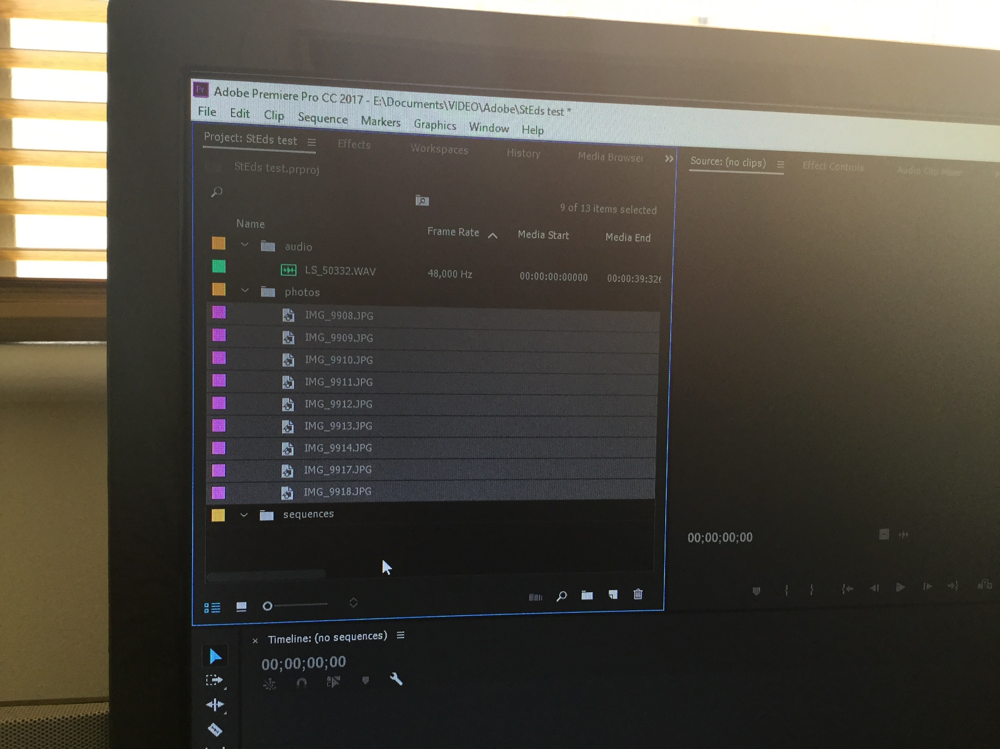 Pr Adobe Premiere Pro CC 2017 - E:\Documents\VIDEO\Adobe\StEds test *
File Edit Clip Sequence Markers Graphics Window Help
Project: StEds test Effects Workspaces History Media Browser
Source: (no clips) Effect Controls Audio Clip Mixer
StEds test.prproj
9 of 13 items selected
Name Frame Rate Media Start Media End
audio
LS_50332.WAV 48,000 Hz 00:00:00:00000 00:00:39:326
photos
IMG_9908.JPG
IMG_9909.JPG
IMG_9910.JPG
IMG_9911.JPG
IMG_9912.JPG
IMG_9913.JPG
IMG_9914.JPG
IMG_9917.JPG
IMG_9918.JPG
sequences
00;00;00;00
Timeline: (no sequences)
00;00;00;00